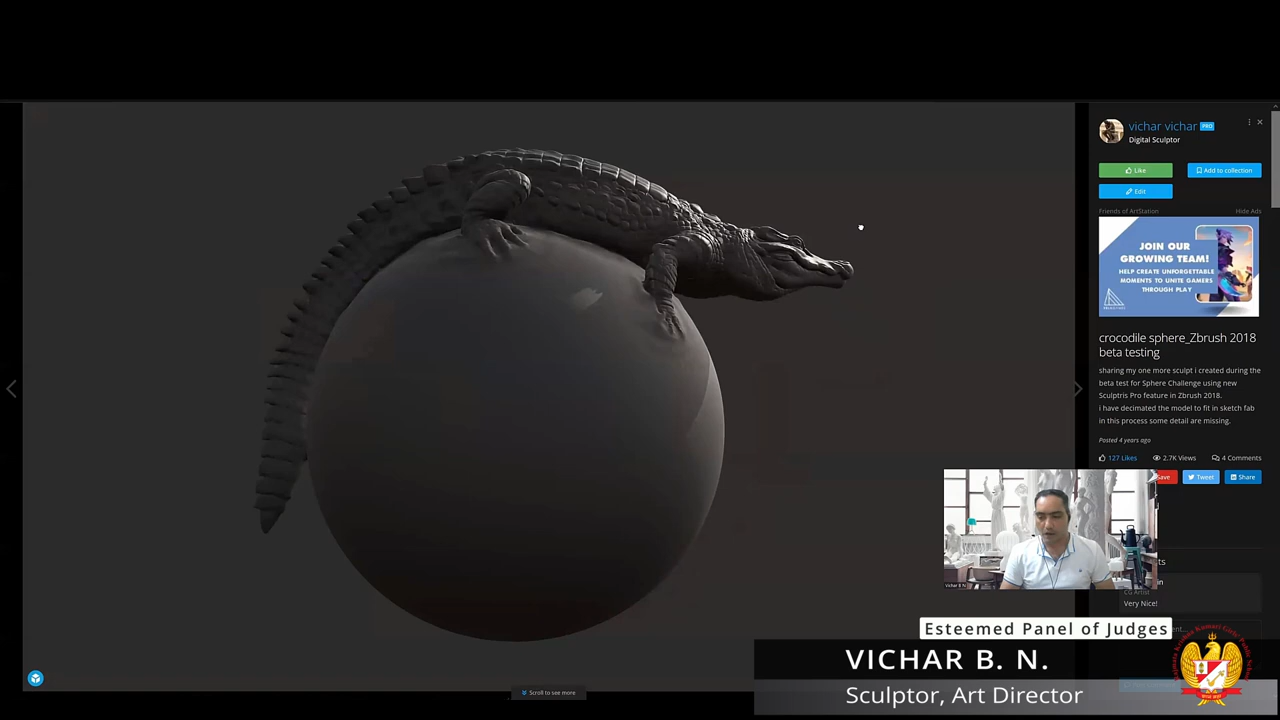 vichar vichar PRO
Digital Sculptor
Like
Add to collection
Edit
Friends of ArtStation
Hide Ads
JOIN OUR
GROWING TEAM!
HELP CREATE UNFORGETTABLE
MOMENTS TO UNITE GAMERS
THROUGH PLAY
crocodile sphere_Zbrush 2018
beta testing
sharing my one more sculpt i created during the
beta test for Sphere Challenge using new
Sculptris Pro feature in Zbrush 2018.
i have decimated the model to fit in sketch fab
in this process some detail are missing.
Posted 4 years ago
127 Likes
2.7K Views
4 Comments
Save
Tweet
Share
CG Artist
Very Nice!
Vichar B N
Esteemed Panel of Judges
VICHAR B. N.
Sculptor, Art Director
Scroll to see more